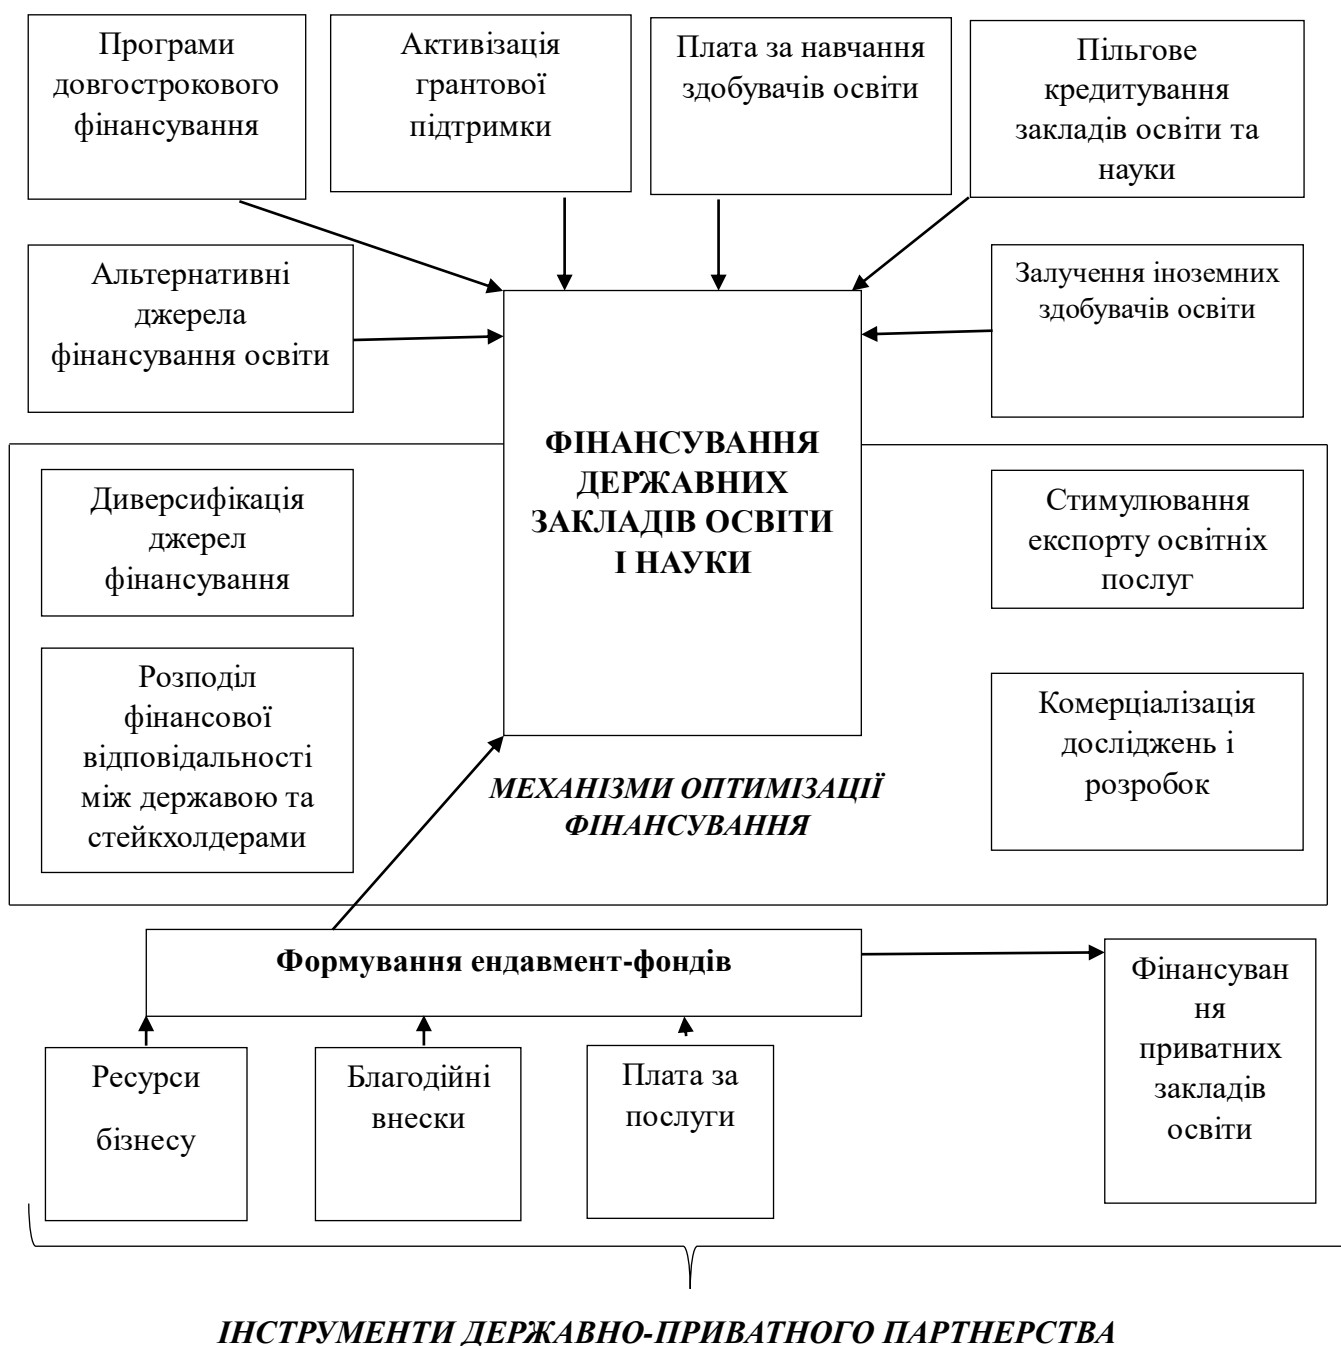 Програми
довгострокового
фінансування
Активізація
грантової
підтримки
Плата за навчання
здобувачів освіти
Пільгове
кредитування
закладів освіти та
науки
Альтернативні
джерела
фінансування освіти
Залучення іноземних
здобувачів освіти
ФІНАНСУВАННЯ
ДЕРЖАВНИХ
ЗАКЛАДІВ ОСВІТИ
І НАУКИ
Диверсифікація
джерел
фінансування
Стимулювання
експорту освітніх
послуг
Розподіл
фінансової
відповідальності
між державою та
стейкхолдерами
Комерціалізація
досліджень і
розробок
МЕХАНІЗМИ ОПТИМІЗАЦІЇ
ФІНАНСУВАННЯ
Формування ендавмент-фондів
Фінансуван
ня
приватних
закладів
освіти
Ресурси
бізнесу
Благодійні
внески
Плата за
послуги
ІНСТРУМЕНТИ ДЕРЖАВНО-ПРИВАТНОГО ПАРТНЕРСТВА